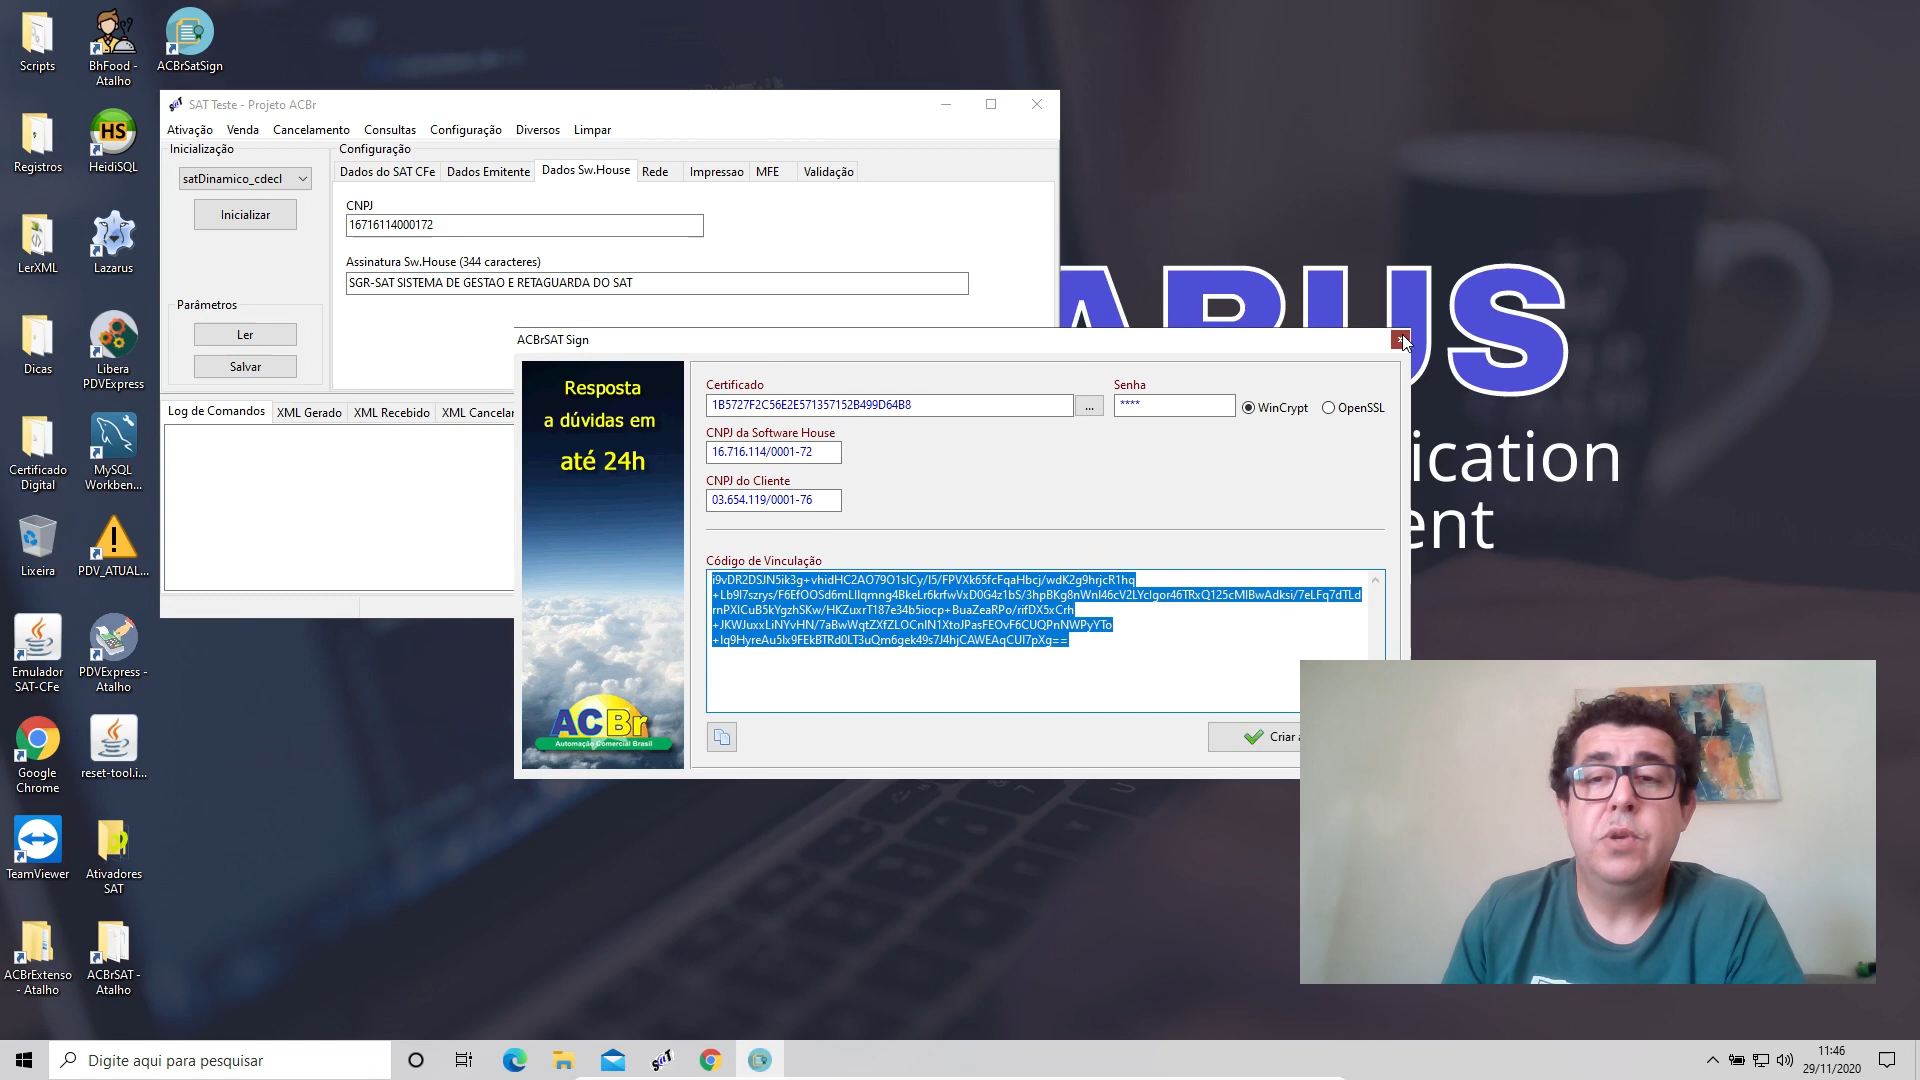 Scripts
BhFood -
Atalho
ACBrSatSign
Registros
HeidiSQL
HS
LerXML
Lazarus
Dicas
Libera
PDVExpress
Certificado
Digital
MySQL
Workben...
Lixeira
PDV_ATUAL...
Emulador
SAT-CFe
PDVExpress -
Atalho
Google
Chrome
reset-tool.i...
TeamViewer
Ativadores
SAT
ACBrExtenso
- Atalho
ACBrSAT -
Atalho
SAT Teste - Projeto ACBr
Ativação Venda Cancelamento Consultas Configuração Diversos Limpar
Inicialização
satDinamico_cdecl
Inicializar
Parâmetros
Ler
Salvar
Configuração
Dados do SAT CFe Dados Emitente Dados Sw.House Rede Impressao MFE Validação
CNPJ
16716114000172
Assinatura Sw.House (344 caracteres)
SGR-SAT SISTEMA DE GESTAO E RETAGUARDA DO SAT
Log de Comandos XML Gerado XML Recebido XML Cancelar
ACBrSAT Sign
Resposta
a dúvidas em
até 24h
ACBr
Automação Comercial Brasil
Certificado
1B5727F2C56E2E571357152B499D64B8
...
Senha
****
WinCrypt OpenSSL
CNPJ da Software House
16.716.114/0001-72
CNPJ do Cliente
03.654.119/0001-76
Código de Vinculação
Criar
ication
ent
Digite aqui para pesquisar
11:46
29/11/2020